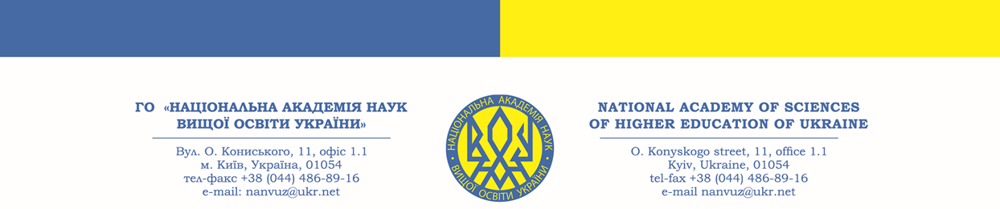 ГО «НАЦІОНАЛЬНА АКАДЕМІЯ НАУК
ВИЩОЇ ОСВІТИ УКРАЇНИ»
Вул. О. Кониського, 11, офіс 1.1
м. Київ, Україна, 01054
тел-факс +38 (044) 486-89-16
e-mail: nanvuz@ukr.net
НАЦІОНАЛЬНА АКАДЕМІЯ НАУК
ВИЩОЇ ОСВІТИ УКРАЇНИ
NATIONAL ACADEMY OF SCIENCES
OF HIGHER EDUCATION OF UKRAINE
O. Konyskogo street, 11, office 1.1
Kyiv, Ukraine, 01054
tel-fax +38 (044) 486-89-16
e-mail nanvuz@ukr.net